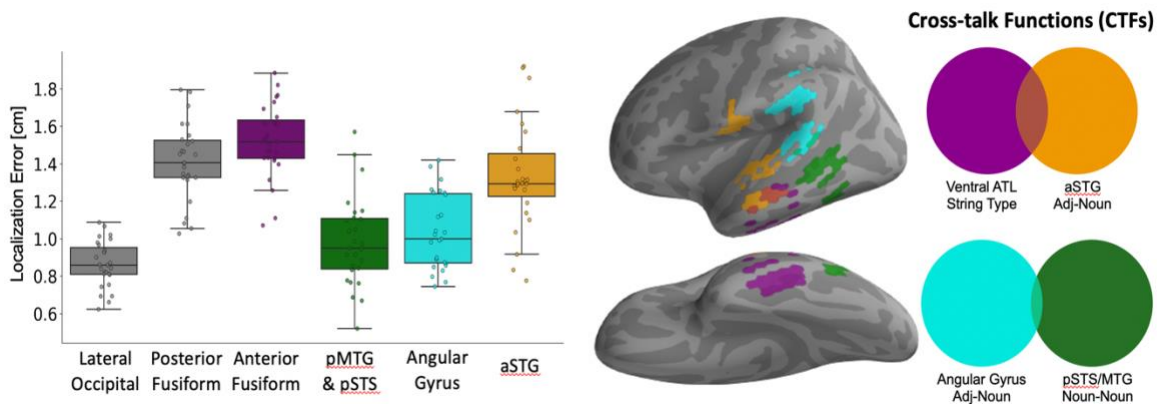 Cross-talk Functions (CTFs)
Localization Error [cm]
1.8
1.6
1.4
1.2
1.0
0.8
0.6
Lateral
Occipital
Posterior
Fusiform
Anterior
Fusiform
pMTG
& pSTS
Angular
Gyrus
aSTG
Ventral ATL
String Type
aSTG
Adj-Noun
Angular Gyrus
Adj-Noun
pSTS/MTG
Noun-Noun